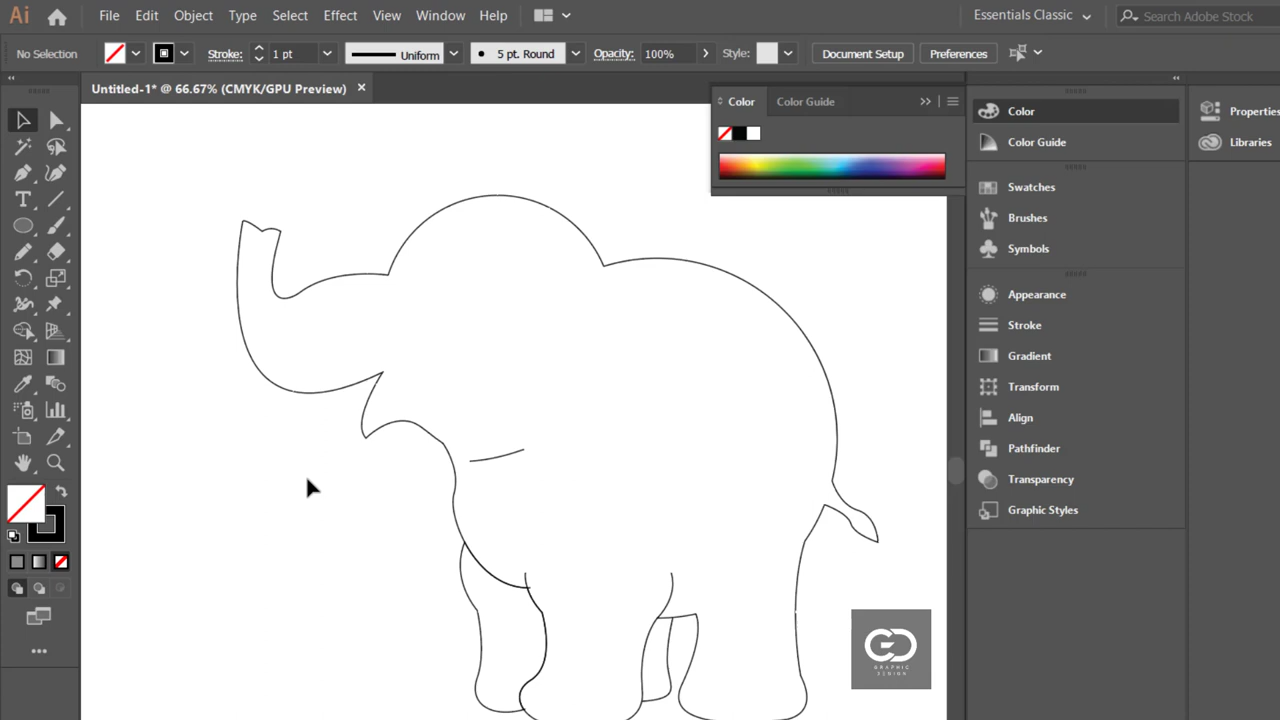 Ai File Edit Object Type Select Effect View Window Help Essentials Classic Search Adobe Stock
No Selection Stroke: 1 pt Uniform 5 pt. Round Opacity: 100% Style: Document Setup Preferences
Untitled-1* @ 66.67% (CMYK/GPU Preview)
Color Color Guide
Color
Color Guide
Swatches
Brushes
Symbols
Appearance
Stroke
Gradient
Transform
Align
Pathfinder
Transparency
Graphic Styles
Properties
Libraries
GD
GRAPHIC